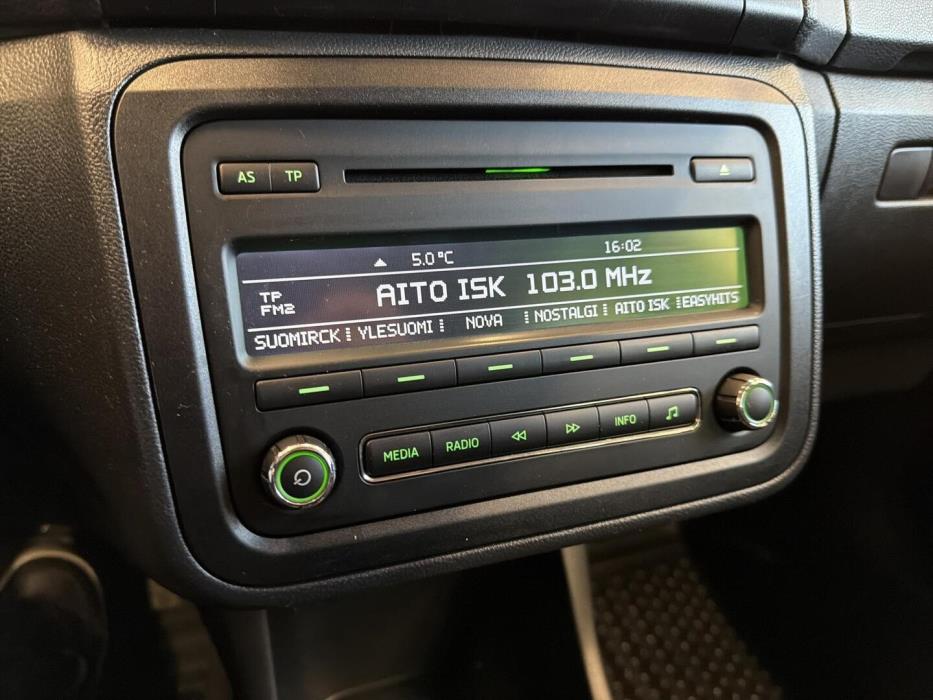 AS TP
5.0°C 16:02
TP AITO ISK 103.0 MHz
FM2
SUOMIRCK YLESUOMI NOVA NOSTALGI AITO ISK EASYHITS
MEDIA RADIO INFO